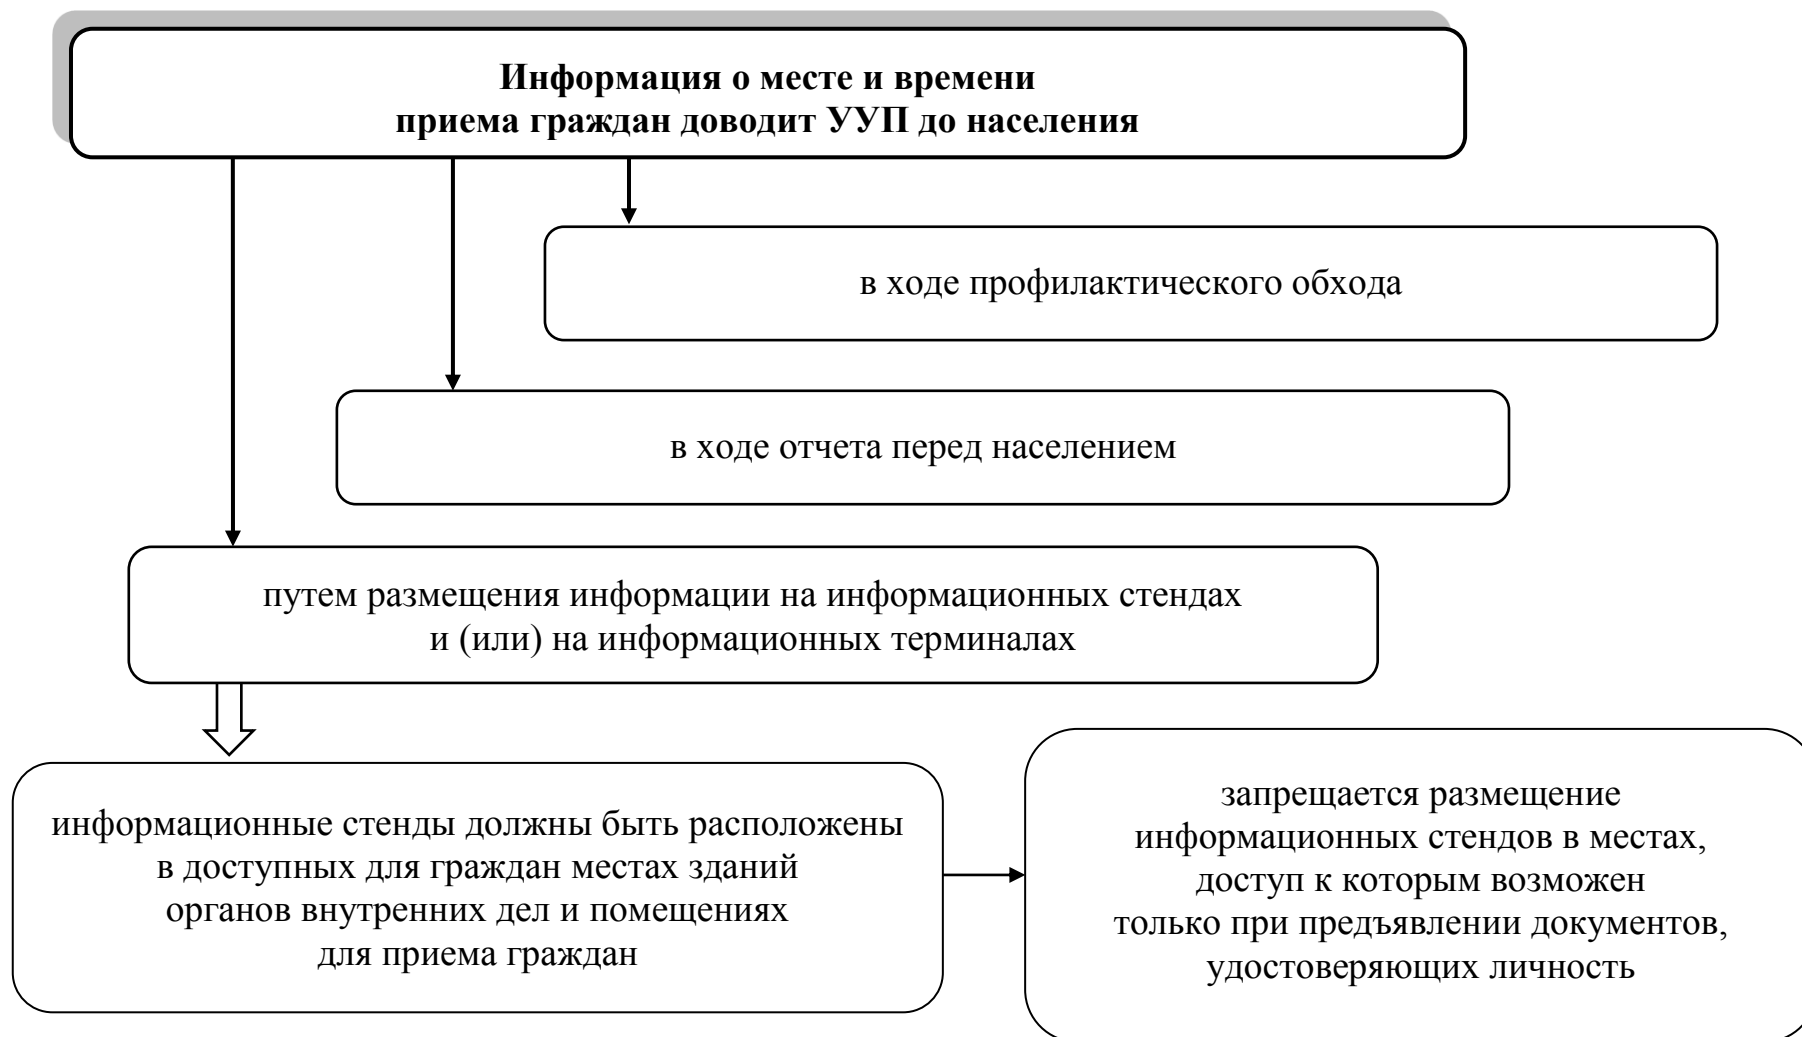 Информация о месте и времени
приема граждан доводит УУП до населения
в ходе профилактического обхода
в ходе отчета перед населением
путем размещения информации на информационных стендах
и (или) на информационных терминалах
информационные стенды должны быть расположены
в доступных для граждан местах зданий
органов внутренних дел и помещениях
для приема граждан
запрещается размещение
информационных стендов в местах,
доступ к которым возможен
только при предъявлении документов,
удостоверяющих личность